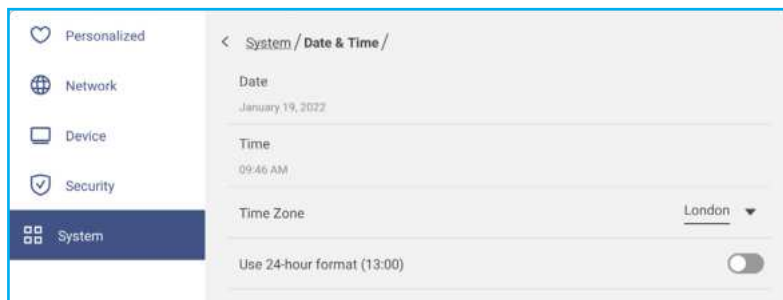 Personalized
Network
Device
Security
System
System / Date & Time /
Date
January 19, 2022
Time
09:46 AM
Time Zone
London
Use 24-hour format (13:00)